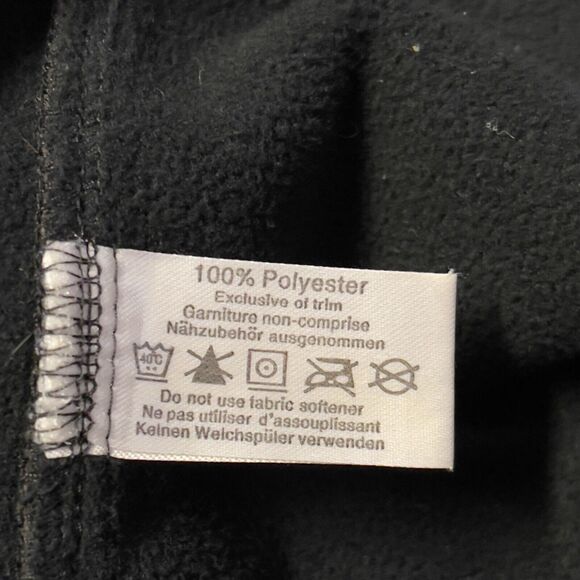 100% Polyester
Exclusive of trim
Garniture non-comprise
Nähzubehör ausgenommen
40C
Do not use fabric softener
Ne pas utiliser d'assouplissant
Keinen Weichspüler verwenden